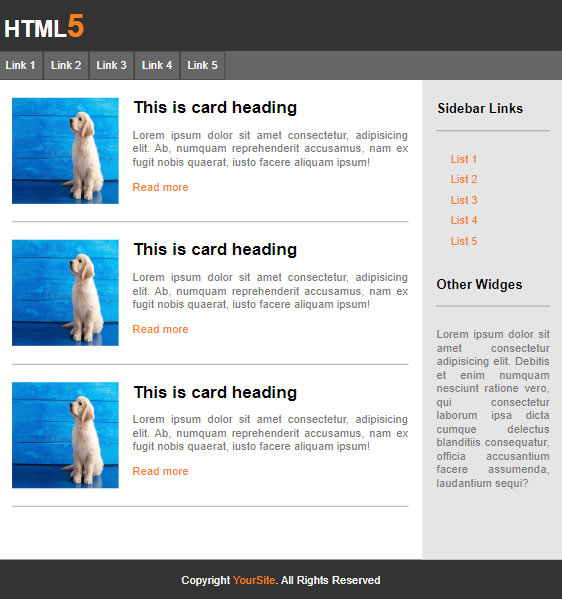 HTML5
Link 1 Link 2 Link 3 Link 4 Link 5
This is card heading
Lorem ipsum dolor sit amet consectetur, adipisicing
elit. Ab, numquam reprehenderit accusamus, nam ex
fugit nobis quaerat, iusto facere aliquam ipsum!
Read more
This is card heading
Lorem ipsum dolor sit amet consectetur, adipisicing
elit. Ab, numquam reprehenderit accusamus, nam ex
fugit nobis quaerat, iusto facere aliquam ipsum!
Read more
This is card heading
Lorem ipsum dolor sit amet consectetur, adipisicing
elit. Ab, numquam reprehenderit accusamus, nam ex
fugit nobis quaerat, iusto facere aliquam ipsum!
Read more
Sidebar Links
List 1
List 2
List 3
List 4
List 5
Other Widges
Lorem ipsum dolor sit
amet consectetur
adipisicing elit. Debitis
et enim numquam
nesciunt ratione vero,
qui consectetur
laborum ipsa dicta
cumque delectus
blanditiis consequatur,
officia accusantium
facere assumenda,
laudantium sequi?
Copyright YourSite. All Rights Reserved